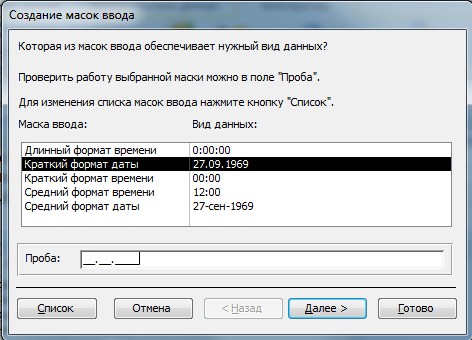 Создание масок ввода
Которая из масок ввода обеспечивает нужный вид данных?
Проверить работу выбранной маски можно в поле "Проба".
Для изменения списка масок ввода нажмите кнопку "Список".
Маска ввода: Вид данных:
Длинный формат времени 0:00:00
Краткий формат даты 27.09.1969
Краткий формат времени 00:00
Средний формат времени 12:00
Средний формат даты 27-сен-1969
Проба: __.__.____
Список Отмена < Назад Далее > Готово